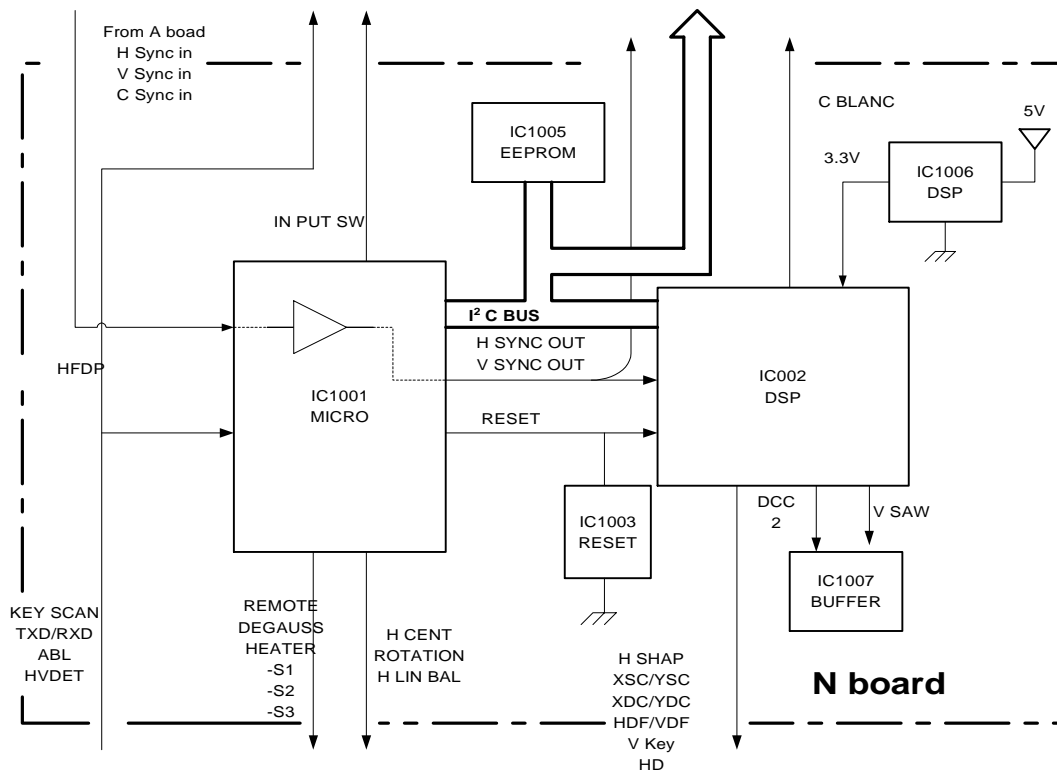 From A boad
H Sync in
V Sync in
C Sync in
C BLANC
5V
IC1005
EEPROM
3.3V
IC1006
DSP
IN PUT SW
I² C BUS
H SYNC OUT
V SYNC OUT
HFDP
IC1001
MICRO
IC002
DSP
RESET
IC1003
RESET
DCC
2
V SAW
IC1007
BUFFER
KEY SCAN
TXD/RXD
ABL
HVDET
REMOTE
DEGAUSS
HEATER
-S1
-S2
-S3
H CENT
ROTATION
H LIN BAL
H SHAP
XSC/YSC
XDC/YDC
HDF/VDF
V Key
HD
N board